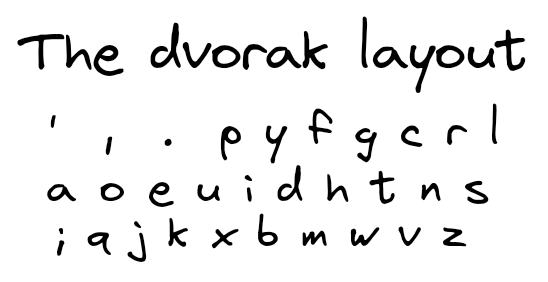 The dvorak layout
' , . p y f g c r l
a o e u i d h t n s
; q j k x b m w v z